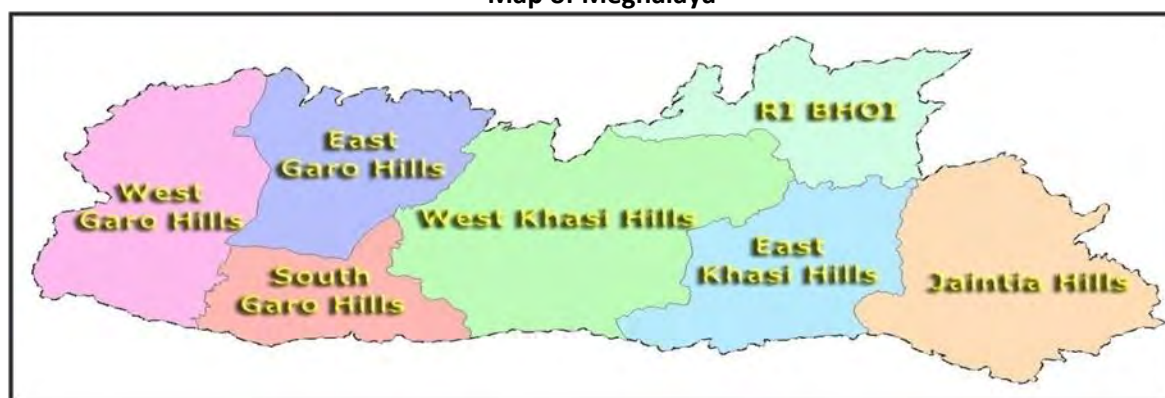 Map of Meghalaya
RI BHOI
East
Garo Hills
West
Garo Hills
West Khasi Hills
East
Khasi Hills
South
Garo Hills
Jaintia Hills